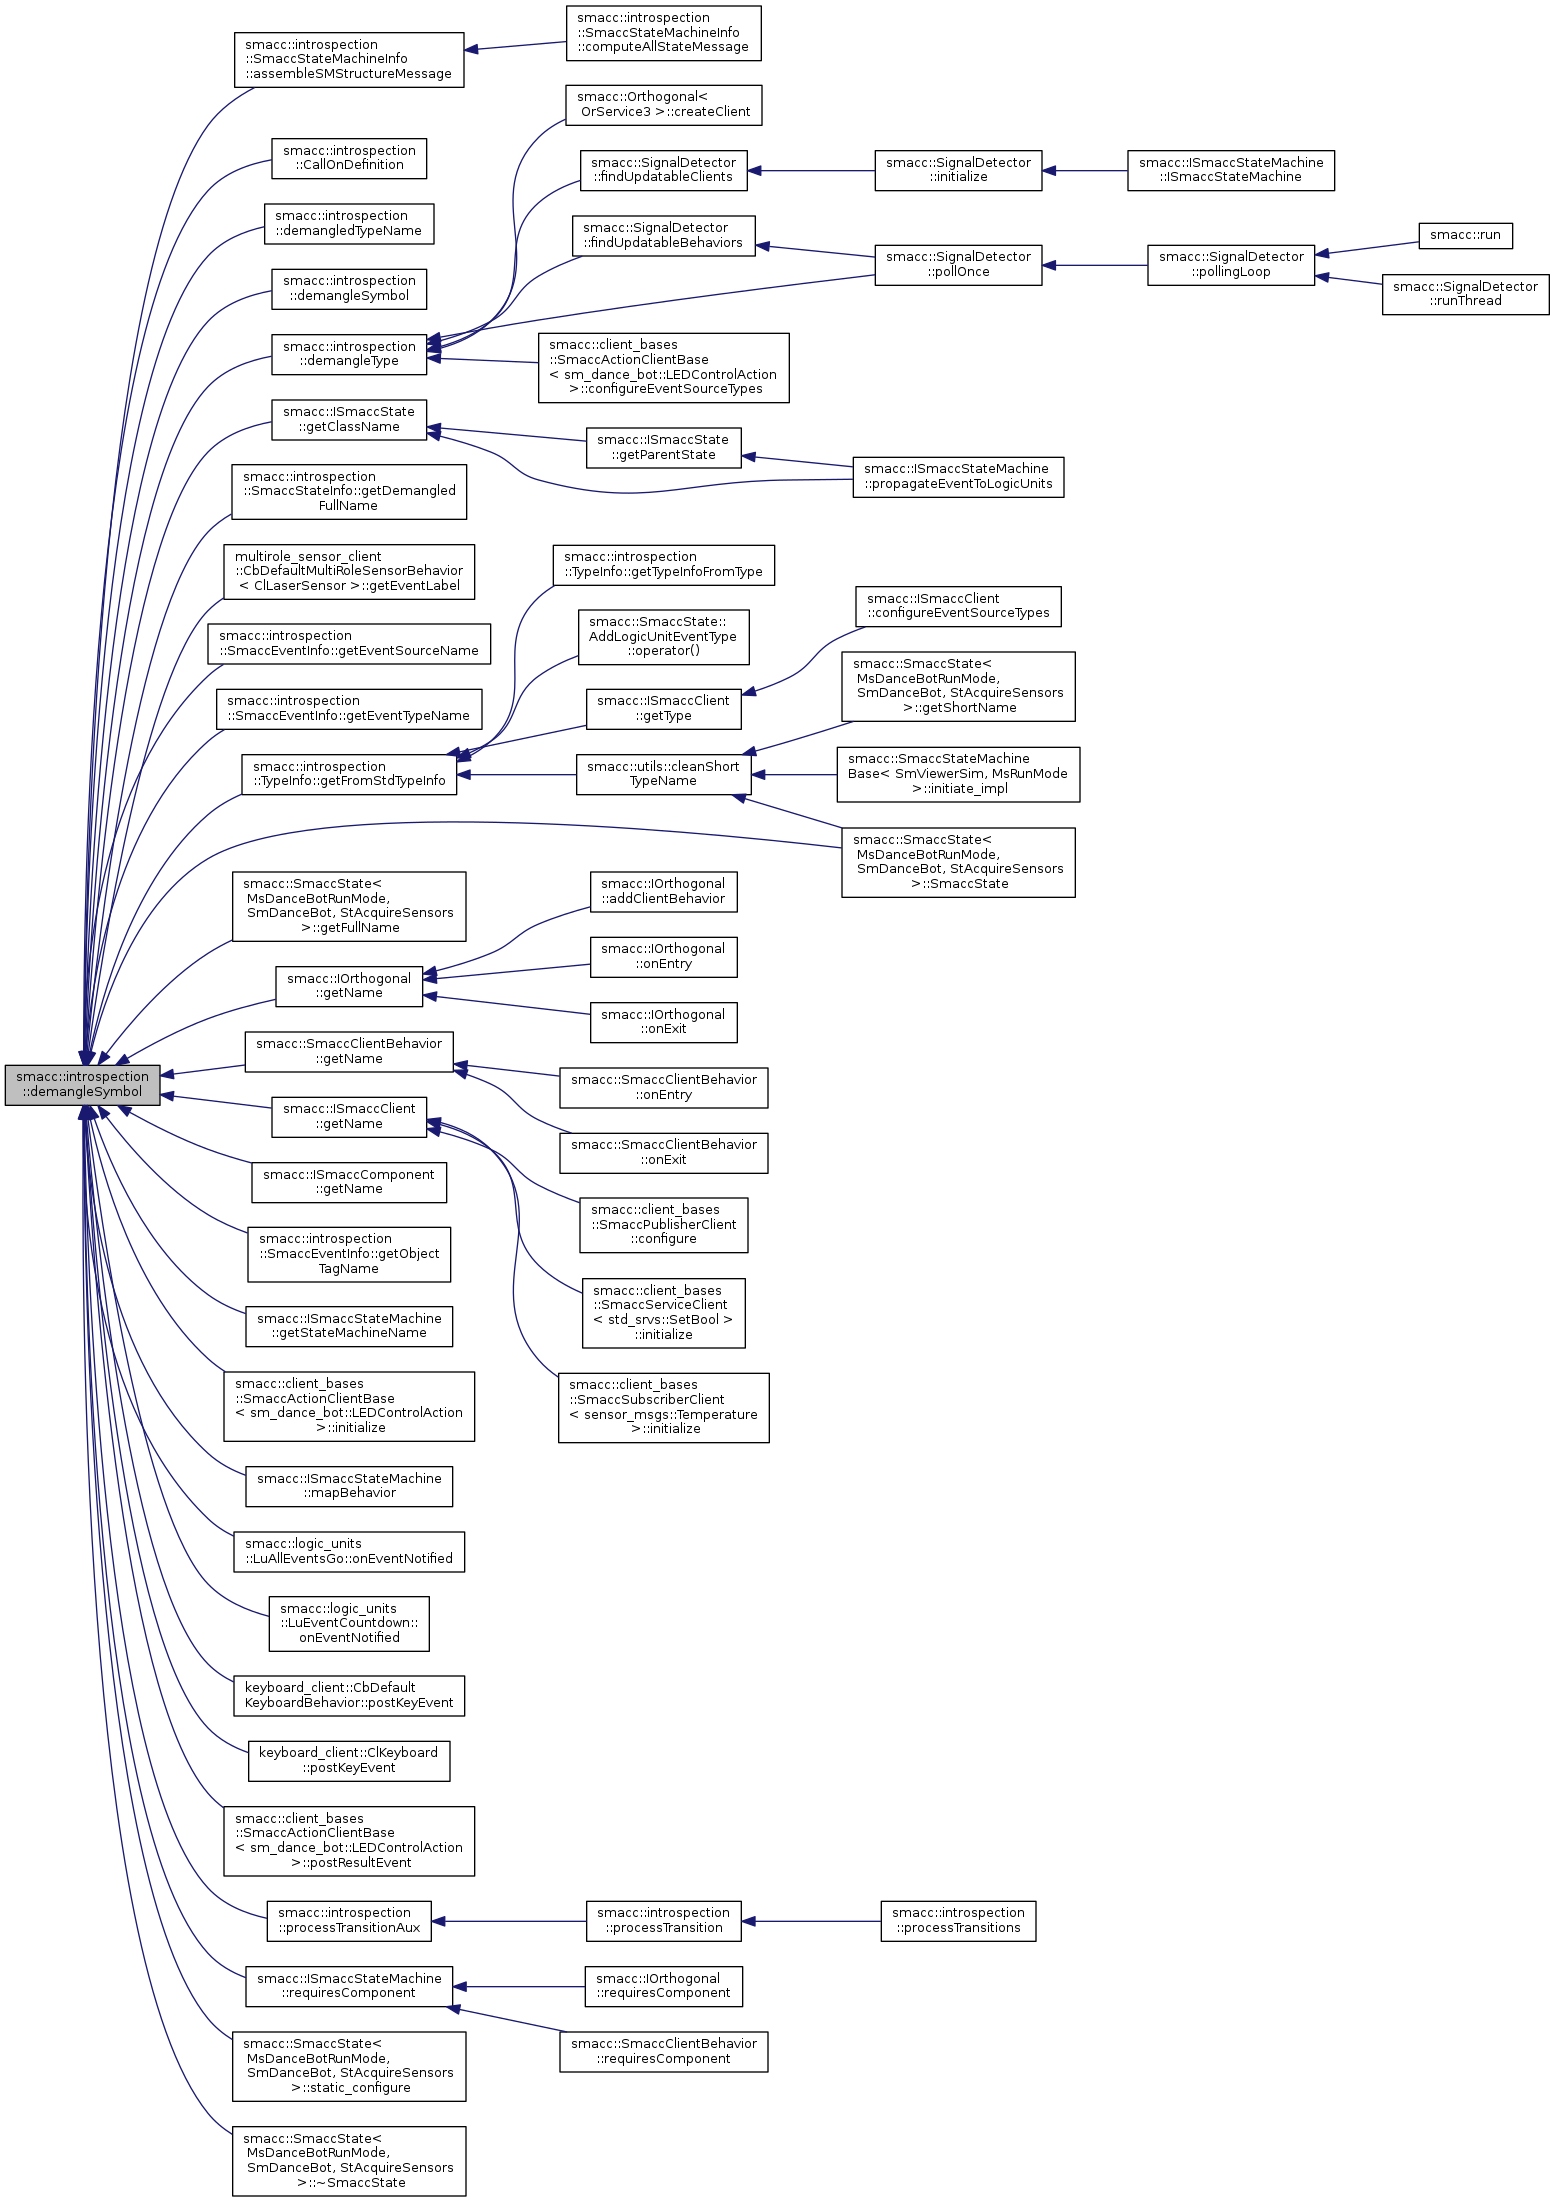 smacc::introspection
::SmaccStateMachineInfo
::computeAllStateMessage
smacc::introspection
::SmaccStateMachineInfo
::assembleSMStructureMessage
smacc::Orthogonal<
OrService3 >::createClient
smacc::introspection
::CallOnDefinition
smacc::SignalDetector
::findUpdatableClients
smacc::SignalDetector
::initialize
smacc::ISmaccStateMachine
::ISmaccStateMachine
smacc::introspection
::demangledTypeName
smacc::SignalDetector
::findUpdatableBehaviors
smacc::run
smacc::SignalDetector
::pollOnce
smacc::SignalDetector
::pollingLoop
smacc::introspection
::demangleSymbol
smacc::SignalDetector
::runThread
smacc::introspection
::demangleType
smacc::client_bases
::SmaccActionClientBase
< sm_dance_bot::LEDControlAction
>::configureEventSourceTypes
smacc::ISmaccState
::getClassName
smacc::ISmaccState
::getParentState
smacc::ISmaccStateMachine
::propagateEventToLogicUnits
smacc::introspection
::SmaccStateInfo::getDemangled
FullName
multirole_sensor_client
::CbDefaultMultiRoleSensorBehavior
< ClLaserSensor >::getEventLabel
smacc::introspection
::TypeInfo::getTypeInfoFromType
smacc::ISmaccClient
::configureEventSourceTypes
smacc::SmaccState::
AddLogicUnitEventType
::operator()
smacc::introspection
::SmaccEventInfo::getEventSourceName
smacc::SmaccState<
MsDanceBotRunMode,
SmDanceBot, StAcquireSensors
>::getShortName
smacc::introspection
::SmaccEventInfo::getEventTypeName
smacc::ISmaccClient
::getType
smacc::introspection
::TypeInfo::getFromStdTypeInfo
smacc::utils::cleanShort
TypeName
smacc::SmaccStateMachine
Base< SmViewerSim, MsRunMode
>::initiate_impl
smacc::SmaccState<
MsDanceBotRunMode,
SmDanceBot, StAcquireSensors
>::SmaccState
smacc::SmaccState<
MsDanceBotRunMode,
SmDanceBot, StAcquireSensors
>::getFullName
smacc::IOrthogonal
::addClientBehavior
smacc::IOrthogonal
::onEntry
smacc::IOrthogonal
::getName
smacc::IOrthogonal
::onExit
smacc::SmaccClientBehavior
::getName
smacc::introspection
::demangleSymbol
smacc::SmaccClientBehavior
::onEntry
smacc::ISmaccClient
::getName
smacc::SmaccClientBehavior
::onExit
smacc::ISmaccComponent
::getName
smacc::client_bases
::SmaccPublisherClient
::configure
smacc::introspection
::SmaccEventInfo::getObject
TagName
smacc::client_bases
::SmaccServiceClient
< std_srvs::SetBool >
::initialize
smacc::ISmaccStateMachine
::getStateMachineName
smacc::client_bases
::SmaccActionClientBase
< sm_dance_bot::LEDControlAction
>::initialize
smacc::client_bases
::SmaccSubscriberClient
< sensor_msgs::Temperature
>::initialize
smacc::ISmaccStateMachine
::mapBehavior
smacc::logic_units
::LuAllEventsGo::onEventNotified
smacc::logic_units
::LuEventCountdown::
onEventNotified
keyboard_client::CbDefault
KeyboardBehavior::postKeyEvent
keyboard_client::ClKeyboard
::postKeyEvent
smacc::client_bases
::SmaccActionClientBase
< sm_dance_bot::LEDControlAction
>::postResultEvent
smacc::introspection
::processTransitionAux
smacc::introspection
::processTransition
smacc::introspection
::processTransitions
smacc::ISmaccStateMachine
::requiresComponent
smacc::IOrthogonal
::requiresComponent
smacc::SmaccClientBehavior
::requiresComponent
smacc::SmaccState<
MsDanceBotRunMode,
SmDanceBot, StAcquireSensors
>::static_configure
smacc::SmaccState<
MsDanceBotRunMode,
SmDanceBot, StAcquireSensors
>::~SmaccState